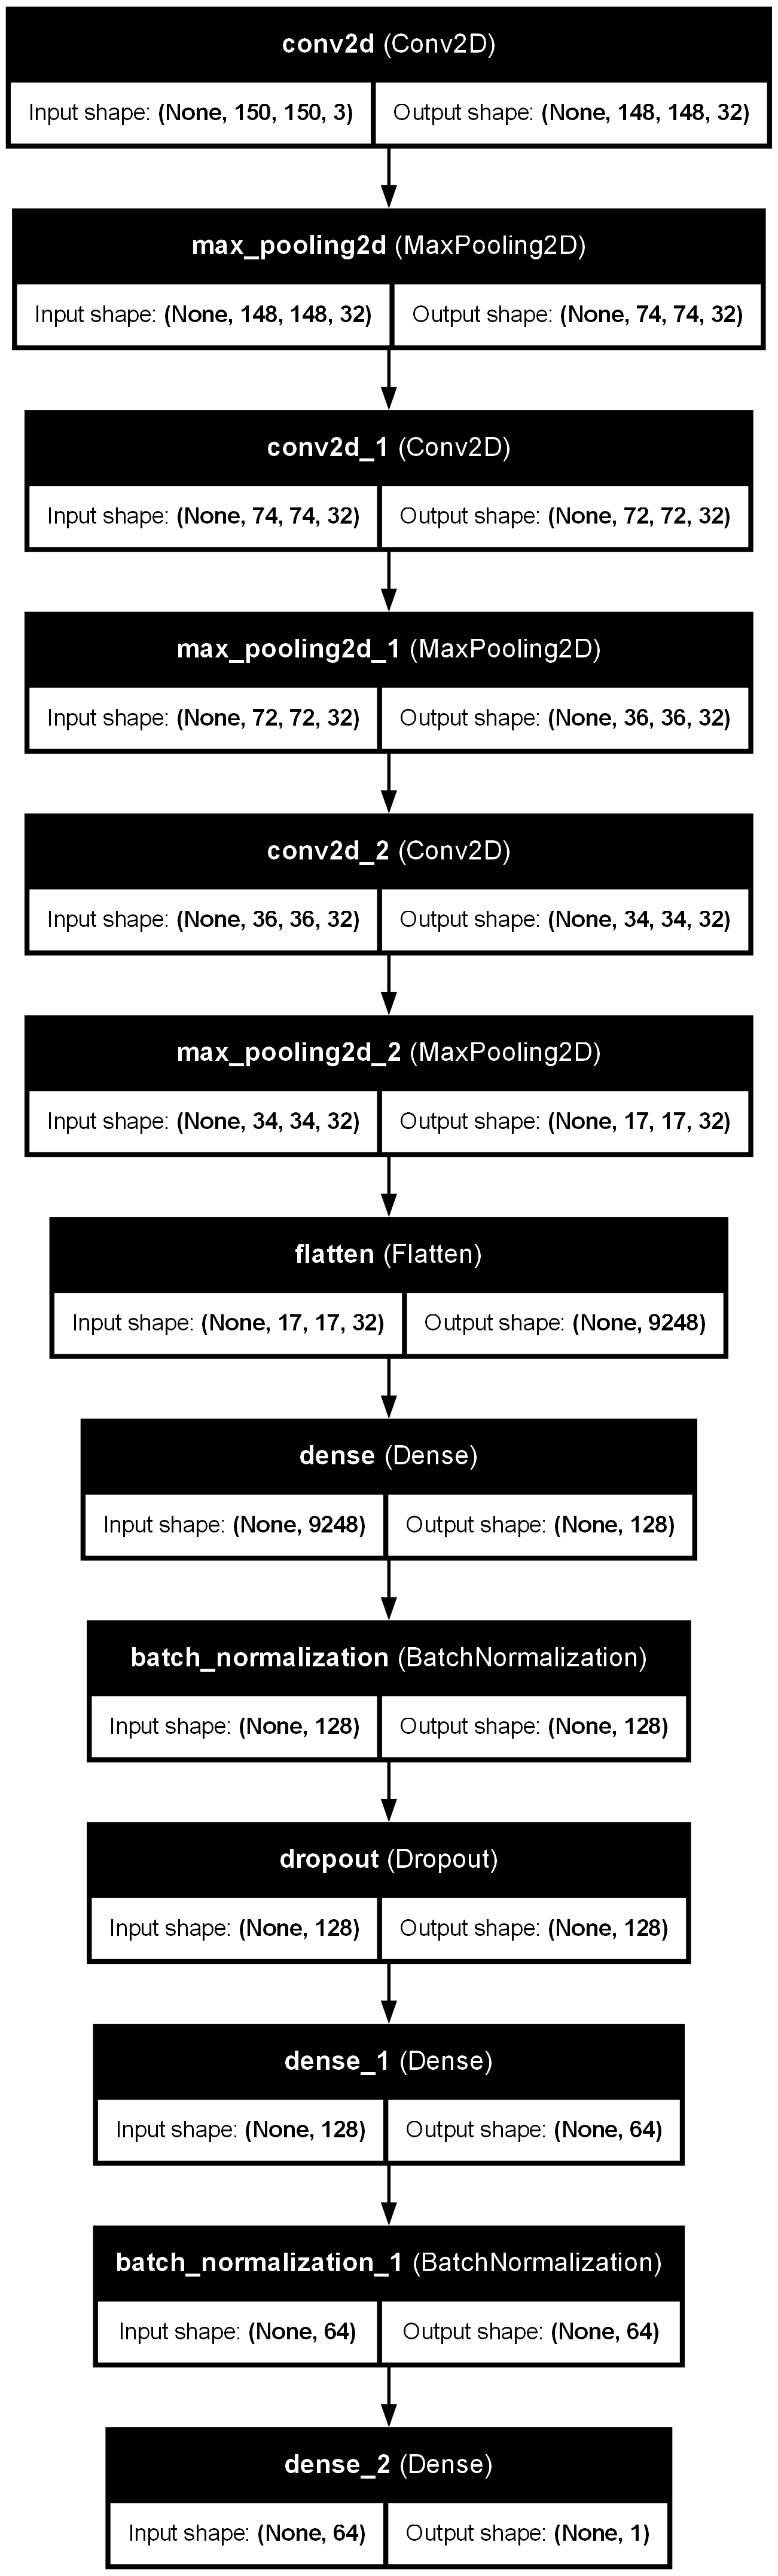 conv2d (Conv2D)
Input shape: (None, 150, 150, 3) Output shape: (None, 148, 148, 32)
max_pooling2d (MaxPooling2D)
Input shape: (None, 148, 148, 32) Output shape: (None, 74, 74, 32)
conv2d_1 (Conv2D)
Input shape: (None, 74, 74, 32) Output shape: (None, 72, 72, 32)
max_pooling2d_1 (MaxPooling2D)
Input shape: (None, 72, 72, 32) Output shape: (None, 36, 36, 32)
conv2d_2 (Conv2D)
Input shape: (None, 36, 36, 32) Output shape: (None, 34, 34, 32)
max_pooling2d_2 (MaxPooling2D)
Input shape: (None, 34, 34, 32) Output shape: (None, 17, 17, 32)
flatten (Flatten)
Input shape: (None, 17, 17, 32) Output shape: (None, 9248)
dense (Dense)
Input shape: (None, 9248) Output shape: (None, 128)
batch_normalization (BatchNormalization)
Input shape: (None, 128) Output shape: (None, 128)
dropout (Dropout)
Input shape: (None, 128) Output shape: (None, 128)
dense_1 (Dense)
Input shape: (None, 128) Output shape: (None, 64)
batch_normalization_1 (BatchNormalization)
Input shape: (None, 64) Output shape: (None, 64)
dense_2 (Dense)
Input shape: (None, 64) Output shape: (None, 1)